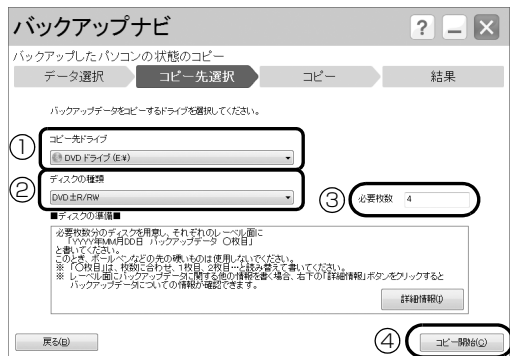 バックアップナビ
? － ×
バックアップしたパソコンの状態のコピー
データ選択 コピー先選択 コピー 結果
バックアップデータをコピーするドライブを選択してください。
① コピー先ドライブ
DVD ドライブ (E:¥)
② ディスクの種類
DVD±R/RW
③ 必要枚数 4
■ディスクの準備■
必要枚数分のディスクを用意し、それぞれのレーベル面に
「YYYY年MM月DD日 バックアップデータ 〇枚目」
と書いてください。
このとき、ボールペンなどの先の硬いものは使用しないでください。
※「〇枚目」は、枚数に合わせ、1枚目、2枚目…と読み替えて書いてください。
※ レーベル面にバックアップデータに関する他の情報を書く場合、右下の「詳細情報」ボタンをクリックすると
バックアップデータについての情報が確認できます。
詳細情報(I)
戻る(B)
④ コピー開始(C)